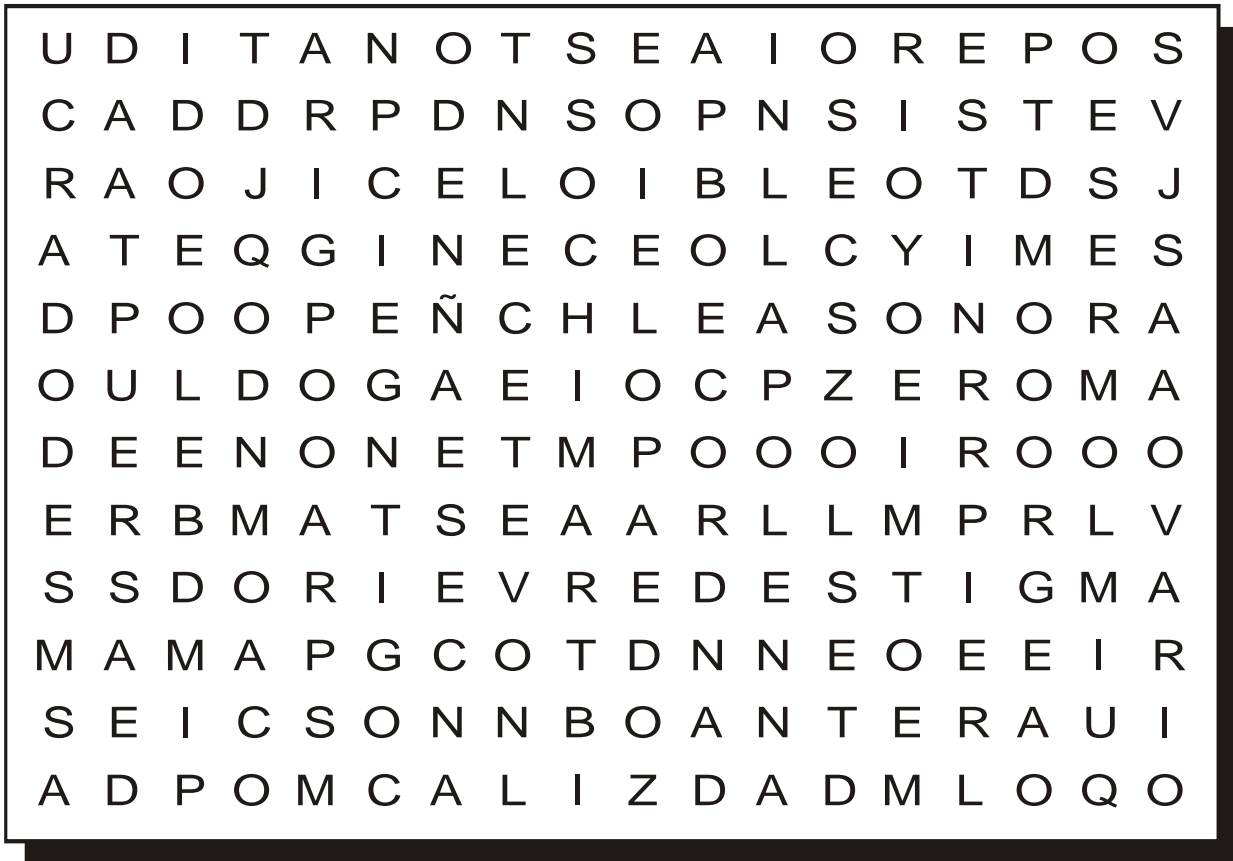 U D I T A N O T S E A I O R E P O S
C A D D R P D N S O P N S I S T E V
R A O J I C E L O I B L E O T D S J
A T E Q G I N E C E O L C Y I M E S
D P O O P E Ñ C H L E A S O N O R A
O U L D O G A E I O C P Z E R O M A
D E E N O N E T M P O O O I R O O O
E R B M A T S E A A R L L M P R L V
S S D O R I E V R E D E S T I G M A
M A M A P G C O T D N N E O E E I R
S E I C S O N N B O A N T E R A U I
A D P O M C A L I Z D A D M L O Q O